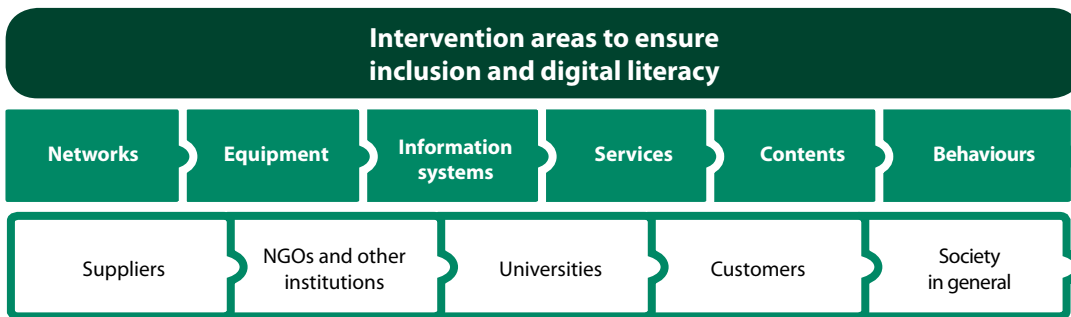 Intervention areas to ensure
inclusion and digital literacy
Networks
Equipment
Information
systems
Services
Contents
Behaviours
Suppliers
NGOs and other
institutions
Universities
Customers
Society
in general